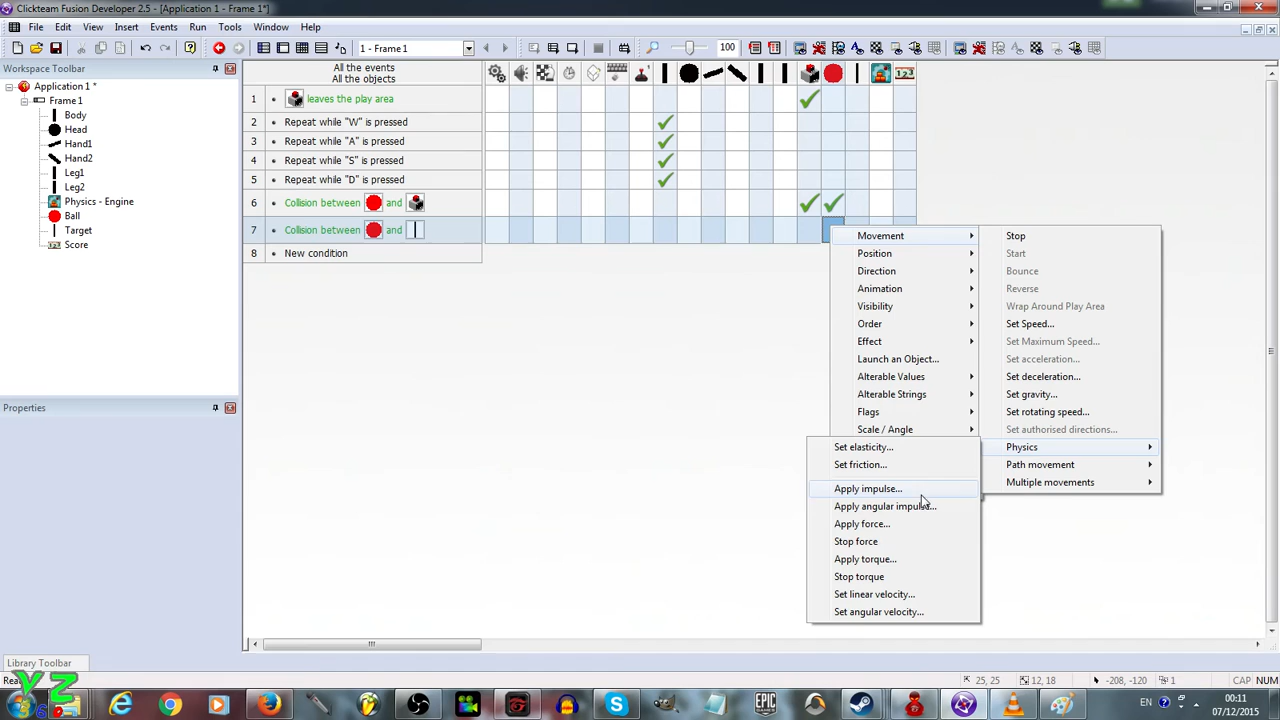 Clickteam Fusion Developer 2.5 - [Application 1 - Frame 1*]
File Edit View Insert Events Run Tools Window Help
1 - Frame 1
100
Workspace Toolbar
Application 1 *
Frame 1
Body
Head
Hand1
Hand2
Leg1
Leg2
Physics - Engine
Ball
Target
Score
Properties
Library Toolbar
All the events
All the objects
1 • leaves the play area
2 • Repeat while "W" is pressed
3 • Repeat while "A" is pressed
4 • Repeat while "S" is pressed
5 • Repeat while "D" is pressed
6 • Collision between and
7 • Collision between and
8 • New condition
Movement
Position
Direction
Animation
Visibility
Order
Effect
Launch an Object...
Alterable Values
Alterable Strings
Flags
Scale / Angle
Stop
Start
Bounce
Reverse
Wrap Around Play Area
Set Speed...
Set Maximum Speed...
Set acceleration...
Set deceleration...
Set gravity...
Set rotating speed...
Set authorised directions...
Physics
Path movement
Multiple movements
Set elasticity...
Set friction...
Apply impulse...
Apply angular impulse...
Apply force...
Stop force
Apply torque...
Stop torque
Set linear velocity...
Set angular velocity...
25, 25
12, 18
-208, -120
1
CAP NUM
YZ
EPIC GAMES
EN
00:11
07/12/2015